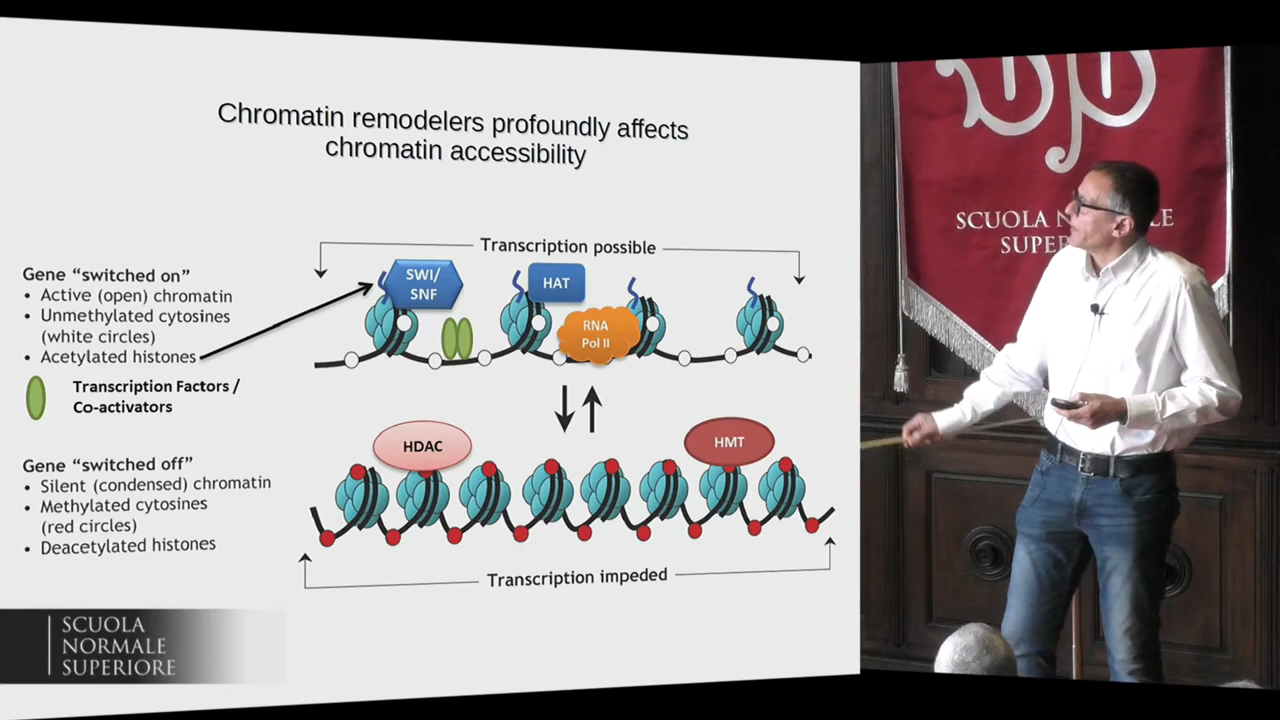 Chromatin remodelers profoundly affects
chromatin accessibility
Transcription possible
Gene “switched on”
• Active (open) chromatin
• Unmethylated cytosines
(white circles)
• Acetylated histones
Transcription Factors /
Co-activators
SWI/
SNF
HAT
RNA
Pol II
HDAC
HMT
Gene “switched off”
• Silent (condensed) chromatin
• Methylated cytosines
(red circles)
• Deacetylated histones
Transcription impeded
SCUOLA
NORMALE
SUPERIORE
SCUOLA N LE
SUPER